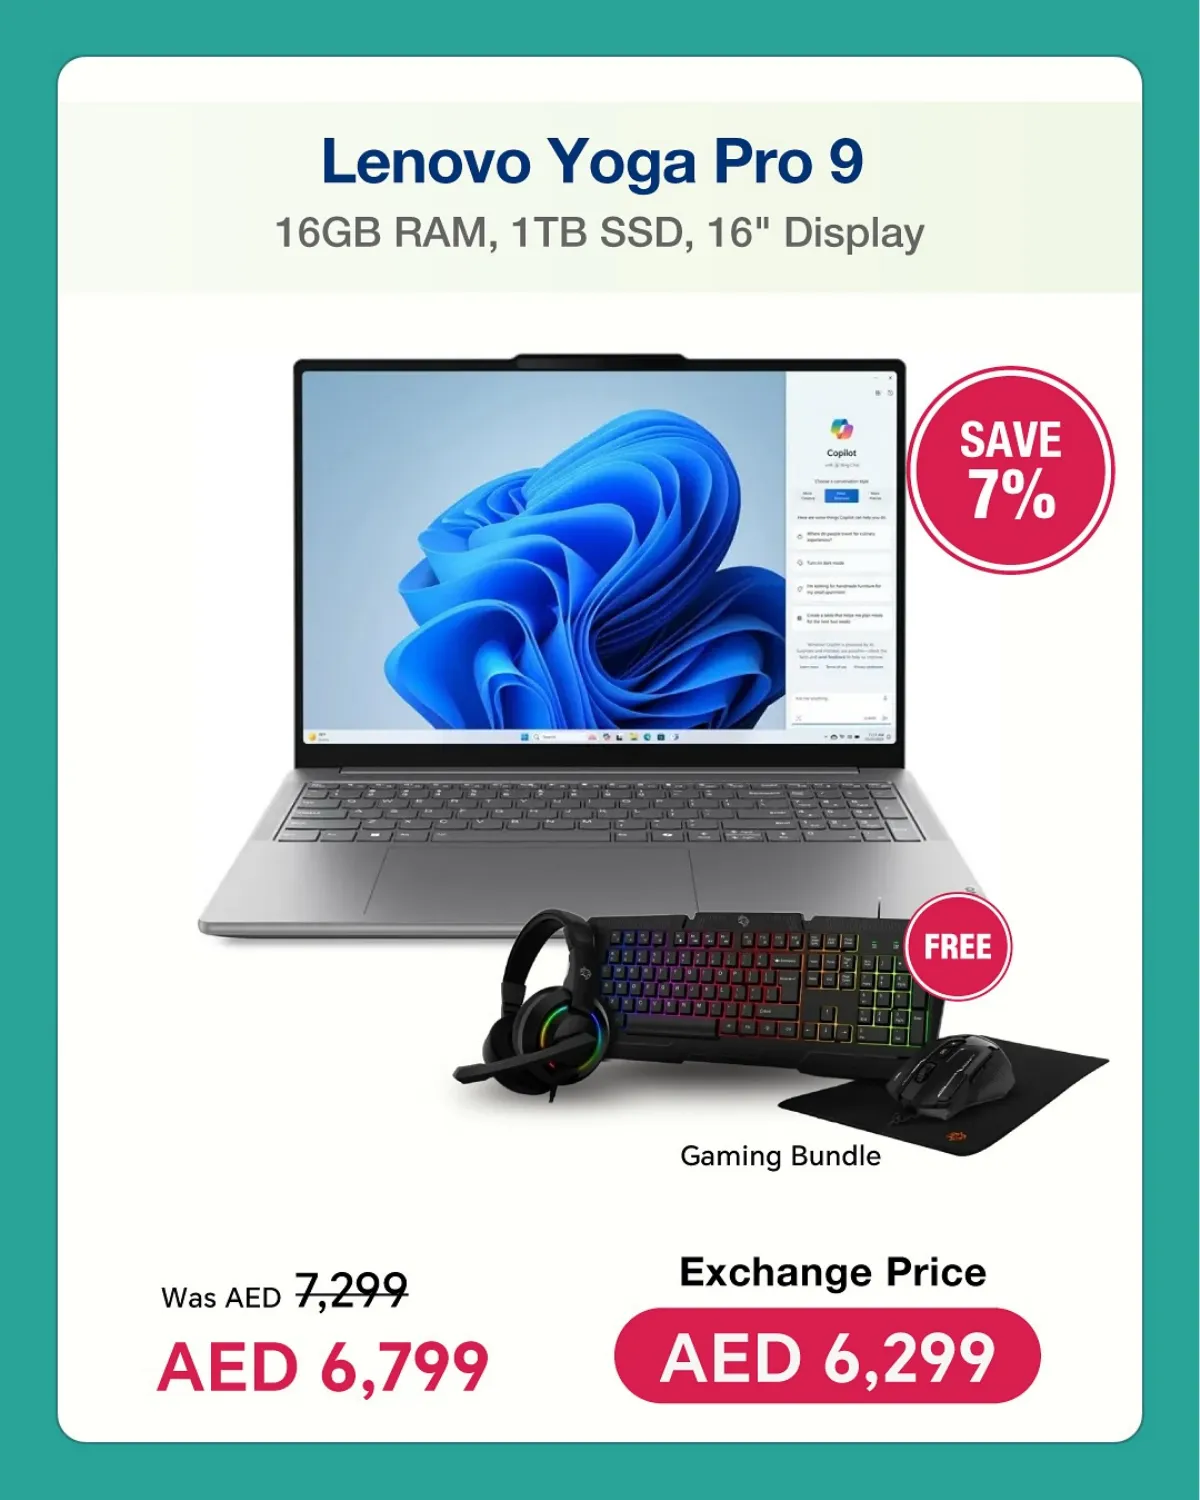 Lenovo Yoga Pro 9
16GB RAM, 1TB SSD, 16" Display
SAVE
7%
Copilot
FREE
Gaming Bundle
Was AED 7,299
AED 6,799
Exchange Price
AED 6,299